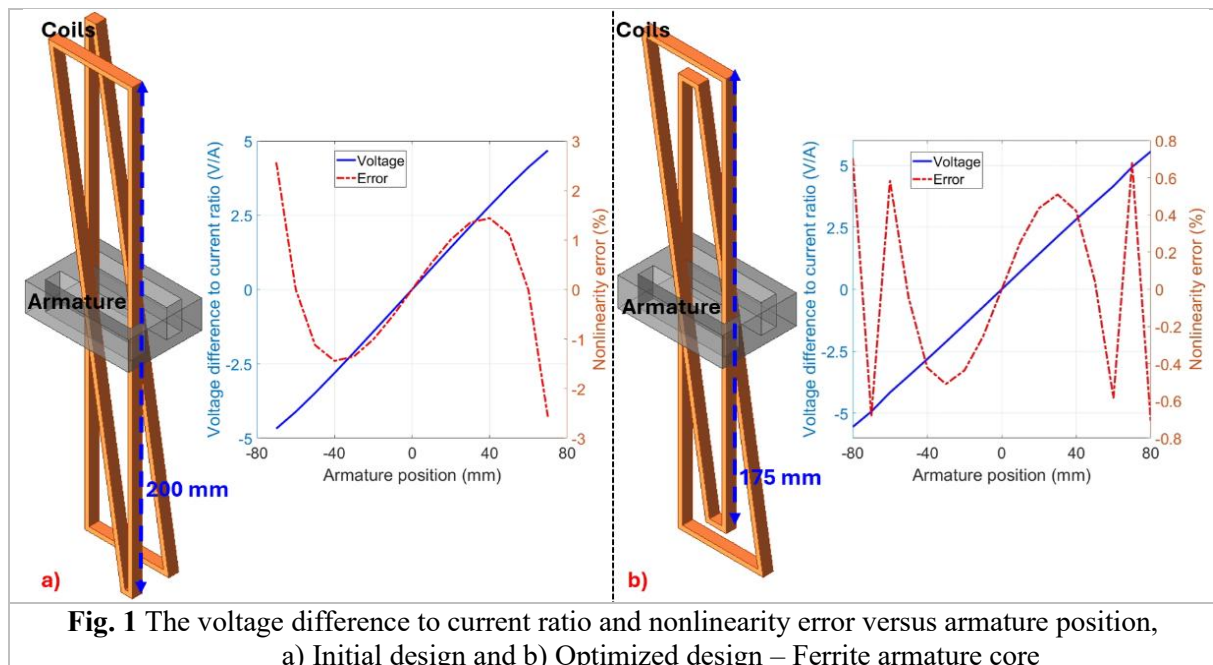 Coils
Armature
200 mm
a)
Voltage difference to current ratio (V/A)
5
2.5
0
-2.5
-5
Voltage
Error
3
2
1
0
-1
-2
-3
Nonlinearity error (%)
-80
-40
0
40
80
Armature position (mm)
Coils
Armature
175 mm
b)
Voltage difference to current ratio (V/A)
5
2.5
0
-2.5
-5
Voltage
Error
0.8
0.6
0.4
0.2
0
-0.2
-0.4
-0.6
-0.8
Nonlinearity error (%)
-80
-40
0
40
80
Armature position (mm)
Fig. 1 The voltage difference to current ratio and nonlinearity error versus armature position,
a) Initial design and b) Optimized design – Ferrite armature core